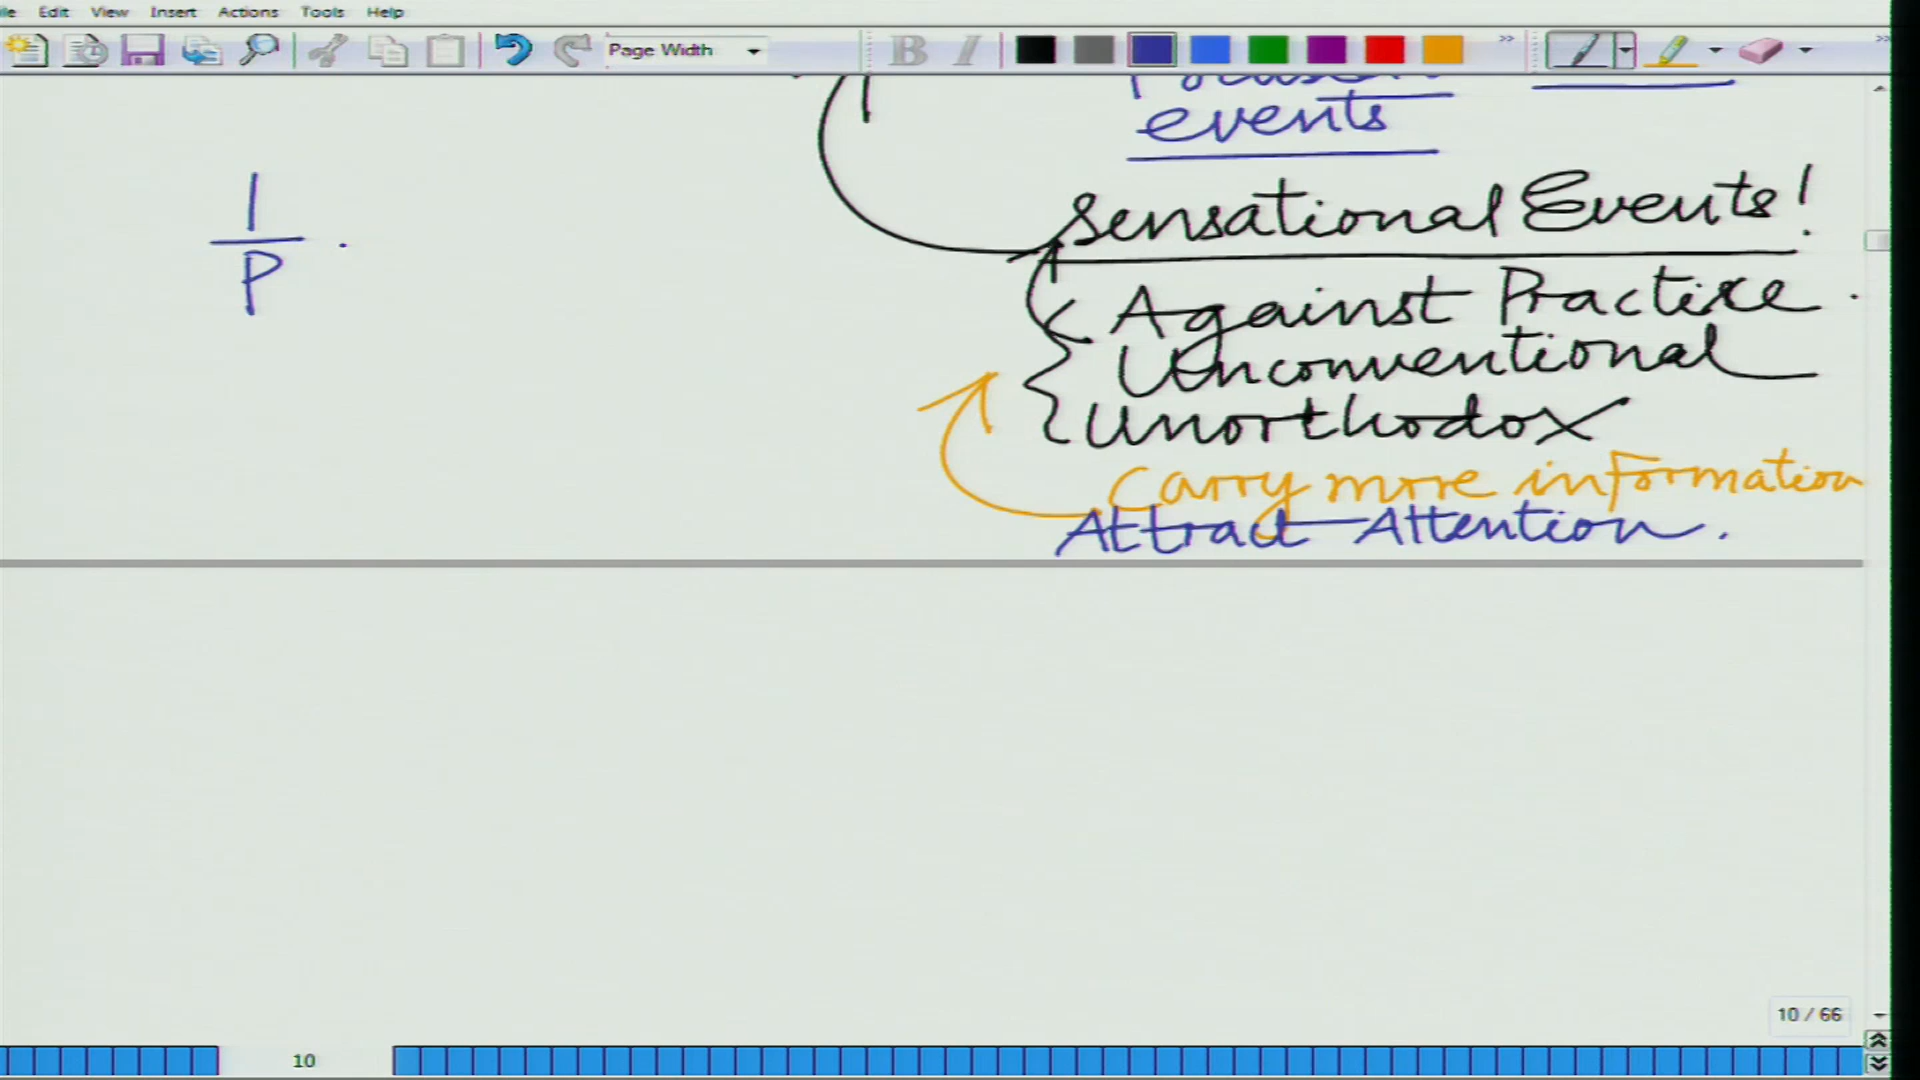 Edit View Insert Actions Tools Help
Page Width
B I
events
Sensational Events!
1
P
Against Practice.
Unconventional
Unorthodox
Carry more information
Attract Attention.
10 / 66
10